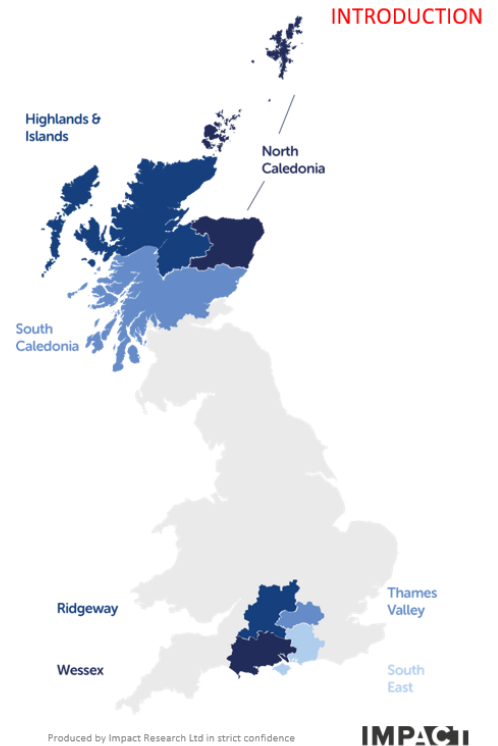 INTRODUCTION
Highlands &
Islands
North
Caledonia
South
Caledonia
Ridgeway
Thames
Valley
Wessex
South
East
Produced by Impact Research Ltd in strict confidence
IMPACT